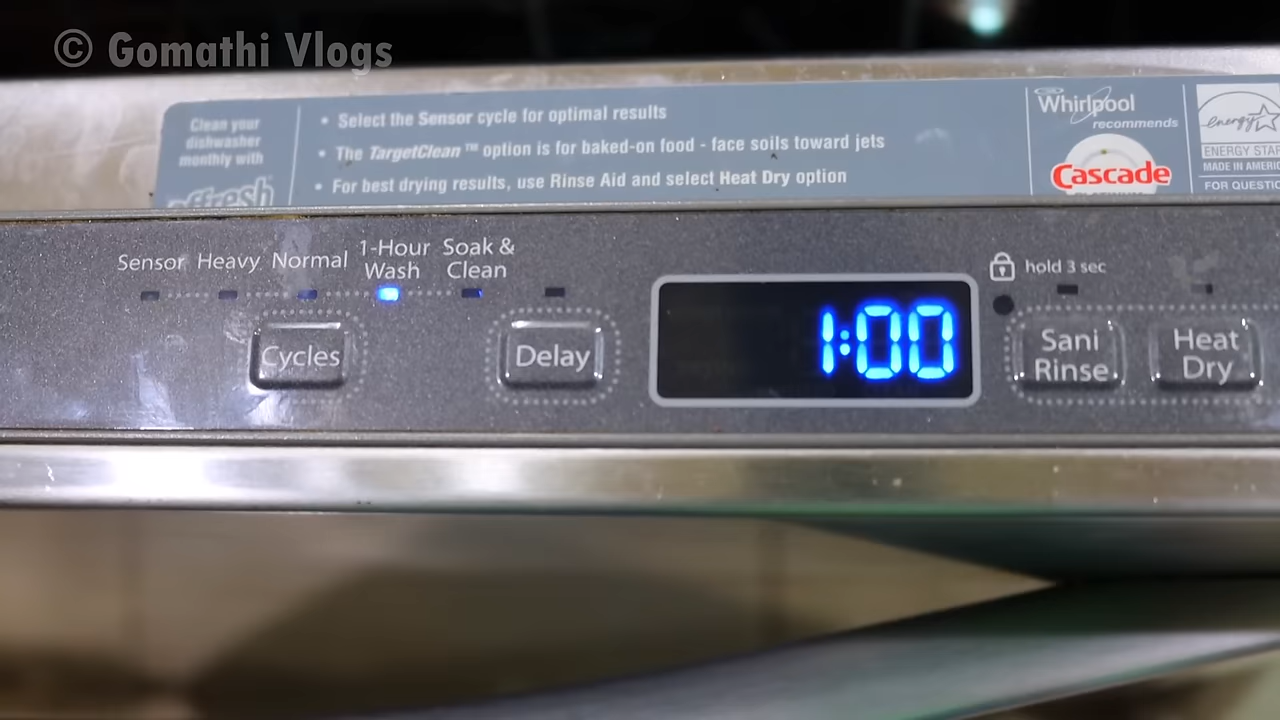 © Gomathi Vlogs
Clean your
dishwasher
monthly with
affresh
• Select the Sensor cycle for optimal results
• The TargetClean™ option is for baked-on food - face soils toward jets
• For best drying results, use Rinse Aid and select Heat Dry option
Whirlpool
recommends
Cascade
energy
ENERGY STAR
MADE IN AMERIC
FOR QUESTIO
Sensor Heavy Normal 1-Hour Wash Soak & Clean
hold 3 sec
Cycles
Delay
1:00
Sani
Rinse
Heat
Dry